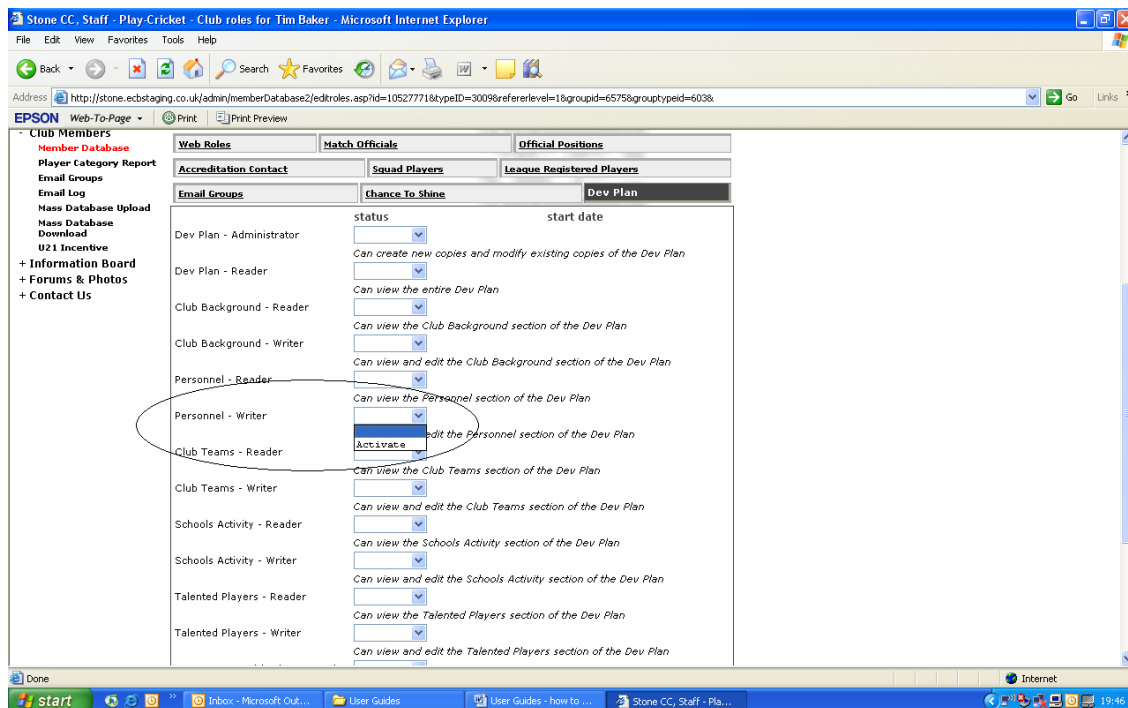 Stone CC, Staff - Play-Cricket - Club roles for Tim Baker - Microsoft Internet Explorer
File Edit View Favorites Tools Help
Back Search Favorites
Address http://stone.ecbstaging.co.uk/admin/memberDatabase2/editroles.asp?id=10527771&typeID=3009&refererlevel=1&groupid=6575&grouptypeid=603& Go Links
EPSON Web-To-Page Print Print Preview
- Club Members
Member Database
Player Category Report
Email Groups
Email Log
Mass Database Upload
Mass Database
Download
U21 Incentive
+ Information Board
+ Forums & Photos
+ Contact Us
Web Roles Match Officials Official Positions
Accreditation Contact Squad Players League Registered Players
Email Groups Chance To Shine Dev Plan
status start date
Dev Plan - Administrator
Can create new copies and modify existing copies of the Dev Plan
Dev Plan - Reader
Can view the entire Dev Plan
Club Background - Reader
Can view the Club Background section of the Dev Plan
Club Background - Writer
Can view and edit the Club Background section of the Dev Plan
Personnel - Reader
Can view the Personnel section of the Dev Plan
Personnel - Writer
edit the Personnel section of the Dev Plan
Activate
Club Teams - Reader
Can view the Club Teams section of the Dev Plan
Club Teams - Writer
Can view and edit the Club Teams section of the Dev Plan
Schools Activity - Reader
Can view the Schools Activity section of the Dev Plan
Schools Activity - Writer
Can view and edit the Schools Activity section of the Dev Plan
Talented Players - Reader
Can view the Talented Players section of the Dev Plan
Talented Players - Writer
Can view and edit the Talented Players section of the Dev Plan
Done Internet
start Inbox - Microsoft Out... User Guides User Guides - how to ... Stone CC, Staff - Pla... 19:46